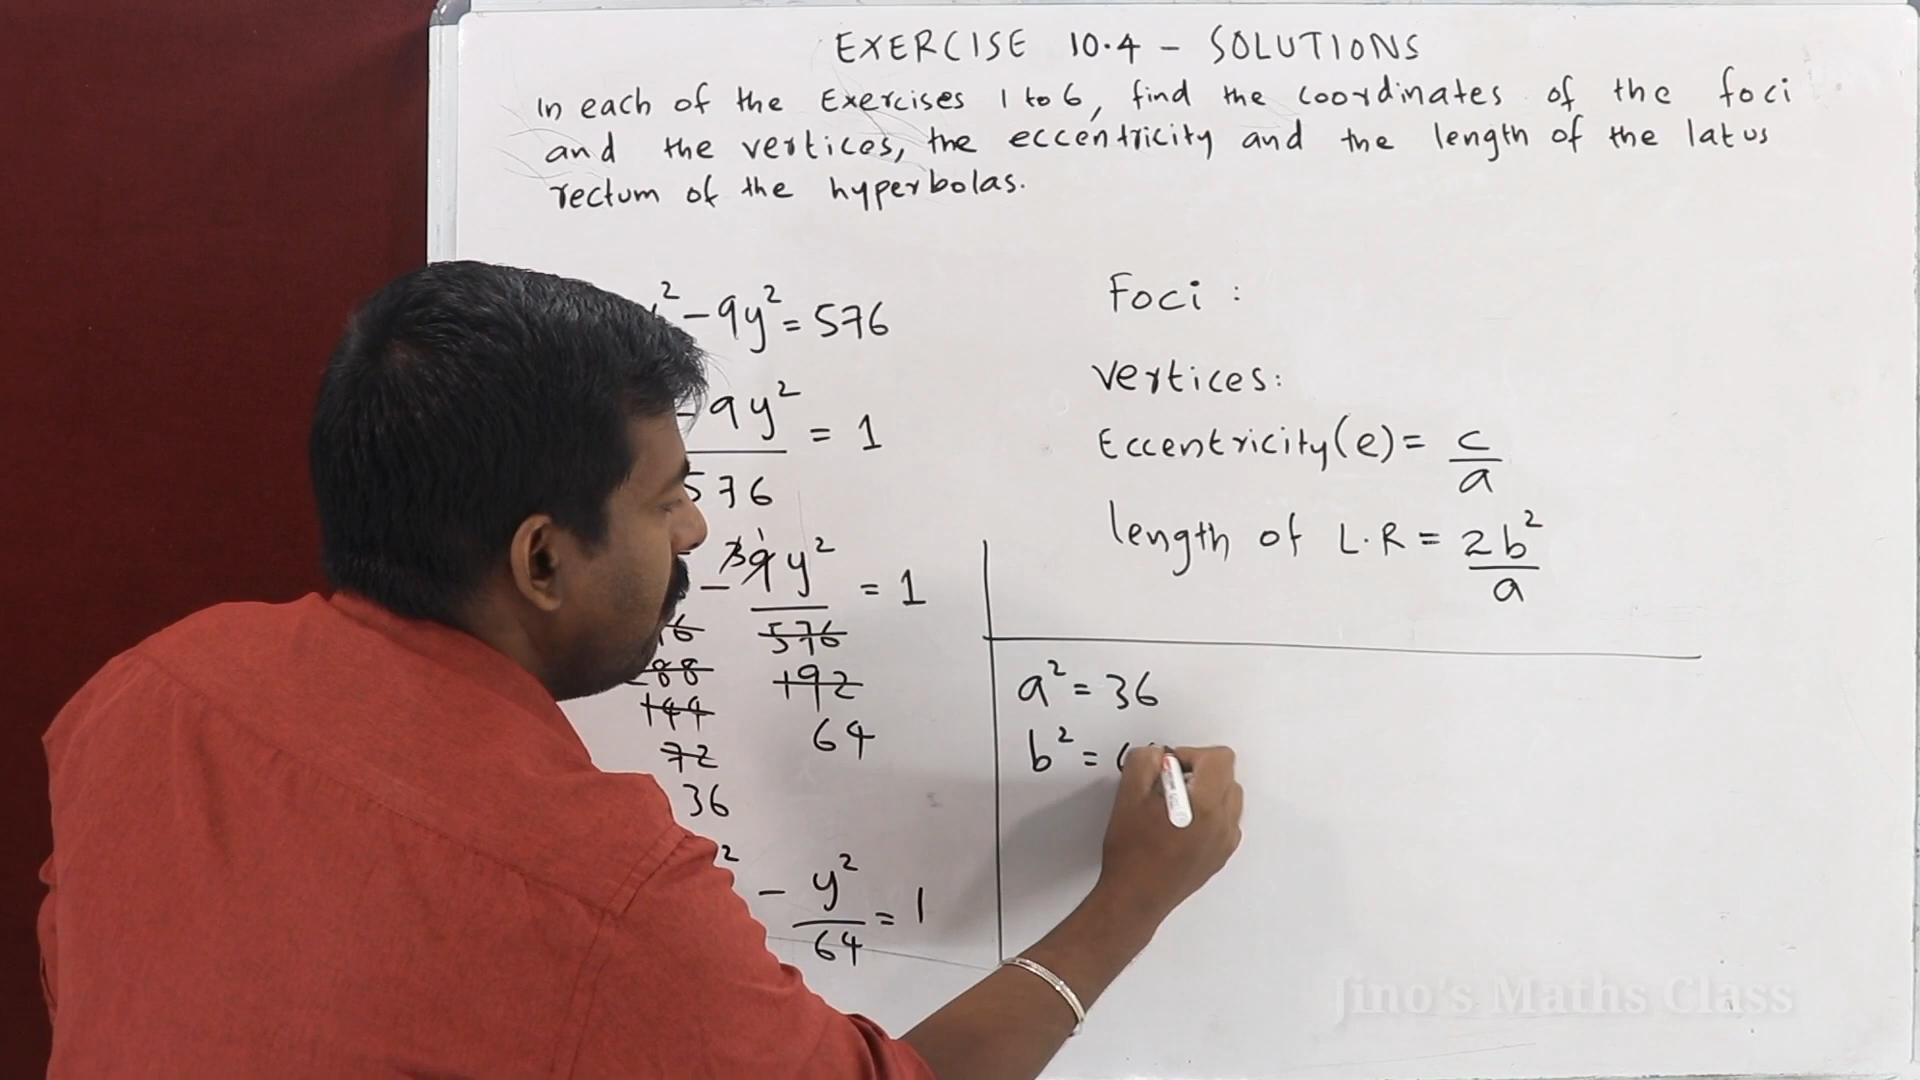 EXERCISE 10.4 - SOLUTIONS
In each of the Exercises 1 to 6, find the coordinates of the foci
and the vertices, the eccentricity and the length of the latus
rectum of the hyperbolas.
² - 9y² = 576
- 9y² = 1
576
- 9y² = 1
576
192
64
144
72
36
² - y² = 1
64
Foci :
Vertices:
Eccentricity(e) = c/a
length of L.R = 2b²/a
a² = 36
b² =
Jino's Maths Class